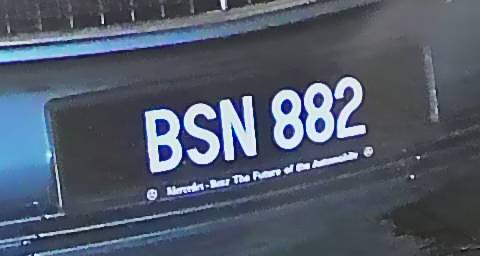 BSN 882
Mercedes-Benz The Future of the Automobile